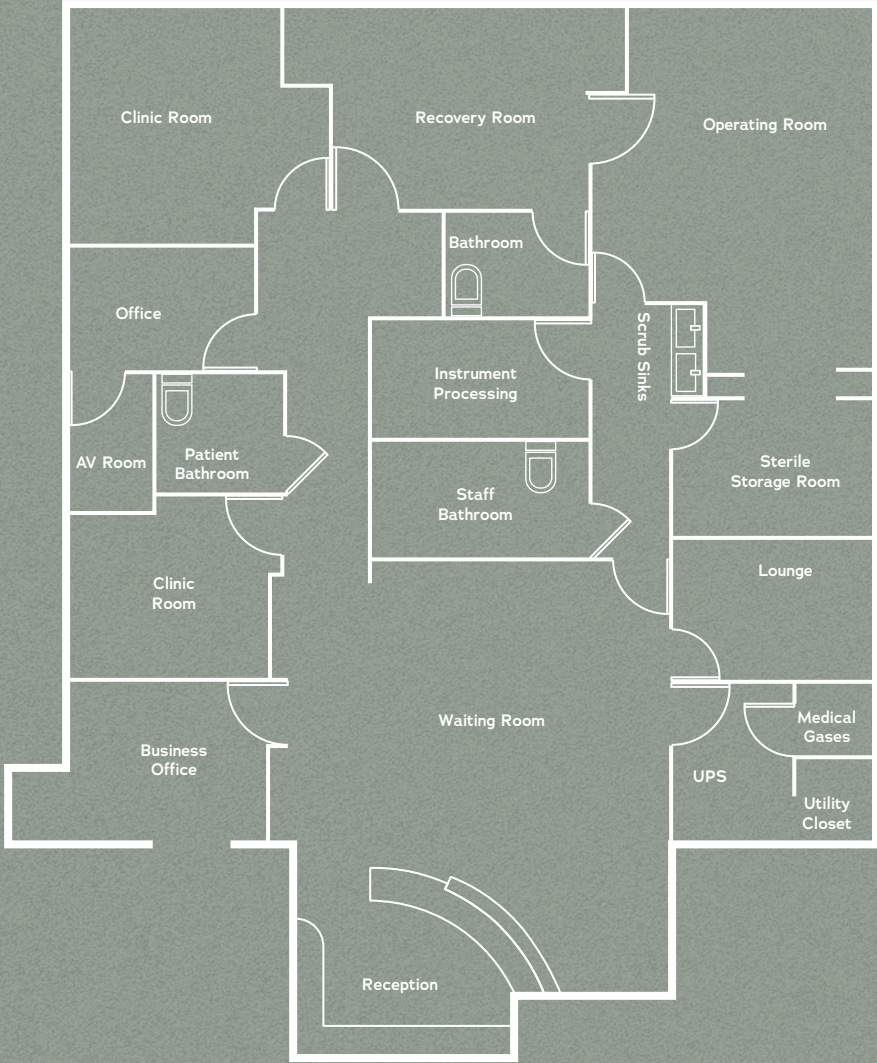 Clinic Room
Recovery Room
Operating Room
Bathroom
Office
Scrub Sinks
Instrument
Processing
AV Room
Patient
Bathroom
Sterile
Storage Room
Staff
Bathroom
Lounge
Clinic
Room
Waiting Room
Medical
Gases
Business
Office
UPS
Utility
Closet
Reception